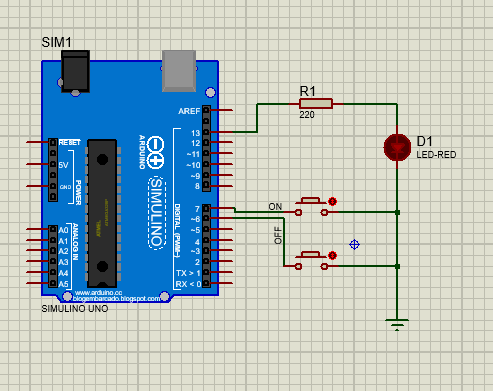 SIM1
RESET
5V
GND
POWER
A0
A1
A2
A3
A4
A5
ANALOG IN
ARDUINO
SIMULINO
AREF
13
12
~11
~10
~9
8
7
~6
~5
4
~3
2
TX > 1
RX < 0
DIGITAL (PWM~)
www.arduino.cc
blogembarcado.blogspot.com
SIMULINO UNO
R1
220
D1
LED-RED
ON
OFF